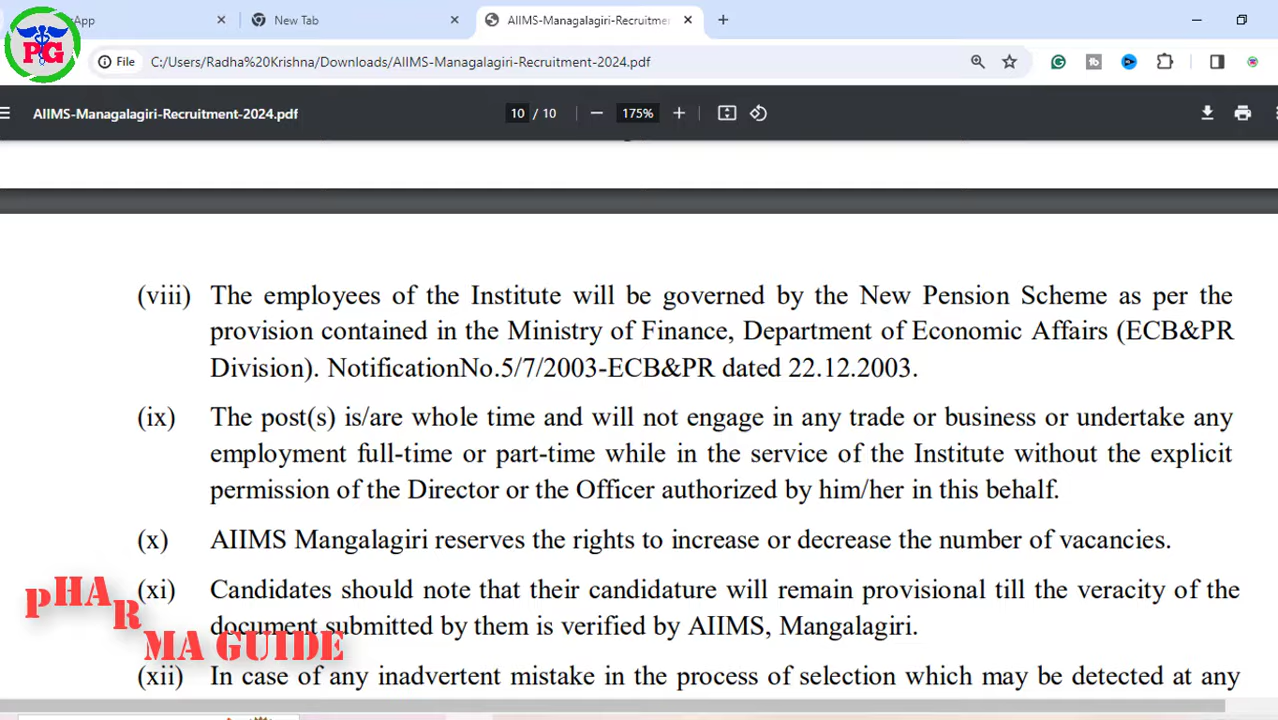 App
New Tab
AIIMS-Managalagiri-Recruitme
PG
File C:/Users/Radha%20Krishna/Downloads/AIIMS-Managalagiri-Recruitment-2024.pdf
AIIMS-Managalagiri-Recruitment-2024.pdf 10 / 10 175%
(viii) The employees of the Institute will be governed by the New Pension Scheme as per the
provision contained in the Ministry of Finance, Department of Economic Affairs (ECB&PR
Division). NotificationNo.5/7/2003-ECB&PR dated 22.12.2003.
(ix) The post(s) is/are whole time and will not engage in any trade or business or undertake any
employment full-time or part-time while in the service of the Institute without the explicit
permission of the Director or the Officer authorized by him/her in this behalf.
(x) AIIMS Mangalagiri reserves the rights to increase or decrease the number of vacancies.
(xi) Candidates should note that their candidature will remain provisional till the veracity of the
document submitted by them is verified by AIIMS, Mangalagiri.
(xii) In case of any inadvertent mistake in the process of selection which may be detected at any
pHAR
MA GUIDE